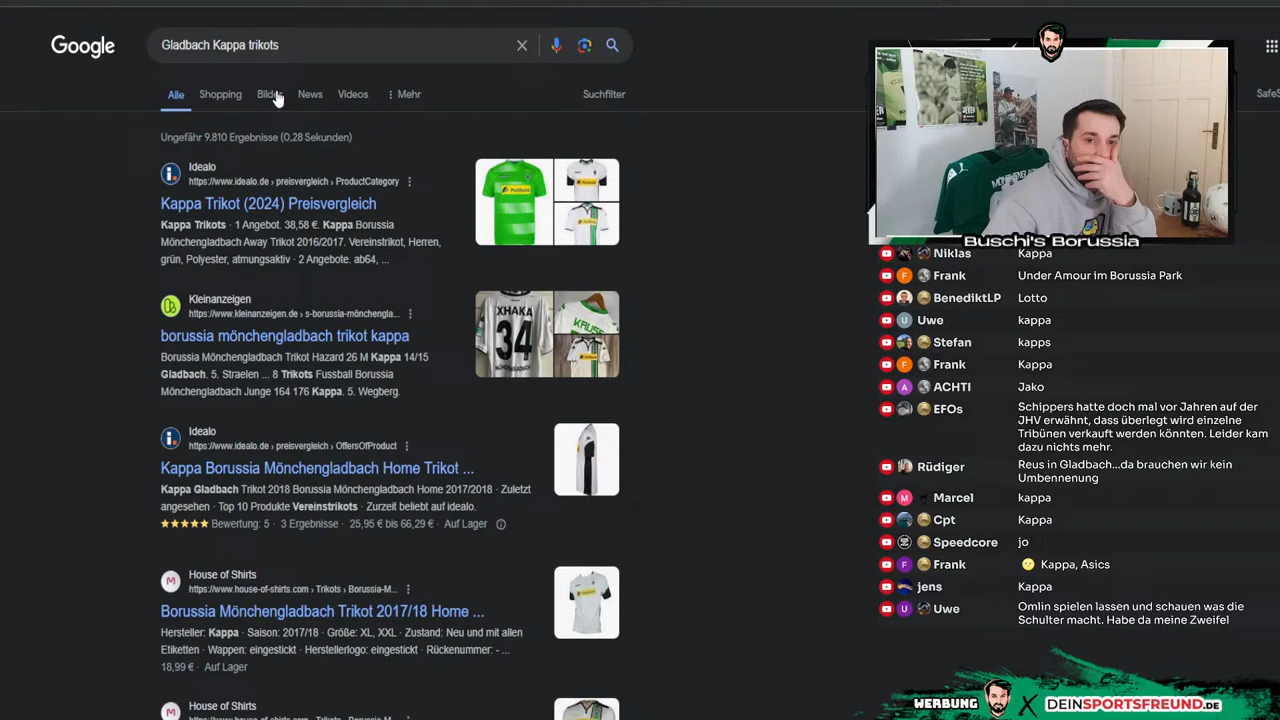 Google
Gladbach Kappa trikots
Alle Shopping Bilder News Videos Mehr Suchfilter SafeS
Ungefähr 9.810 Ergebnisse (0,28 Sekunden)
Idealo
https://www.idealo.de › preisvergleich › ProductCategory
Kappa Trikot (2024) Preisvergleich
Kappa Trikots · 1 Angebot. 38,58 €. Kappa Borussia
Mönchengladbach Away Trikot 2016/2017. Vereinstrikot, Herren,
grün, Polyester, atmungsaktiv · 2 Angebote. ab64, ...
Kleinanzeigen
https://www.kleinanzeigen.de › s-borussia-mönchengla...
borussia mönchengladbach trikot kappa
Borussia Mönchengladbach Trikot Hazard 26 M Kappa 14/15
Gladbach. 5. Straelen ... 8 Trikots Fussball Borussia
Mönchengladbach Junge 164 176 Kappa. 5. Wegberg.
XHAKA
34
KRUSE
Idealo
https://www.idealo.de › preisvergleich › OffersOfProduct
Kappa Borussia Mönchengladbach Home Trikot ...
Kappa Gladbach Trikot 2018 Borussia Mönchengladbach Home 2017/2018 · Zuletzt
angesehen · Top 10 Produkte Vereinstrikots · Zurzeit beliebt auf idealo.
Bewertung: 5 · 3 Ergebnisse · 25,95 € bis 66,29 € · Auf Lager
M House of Shirts
https://www.house-of-shirts.com › Trikots › Borussia-M...
Borussia Mönchengladbach Trikot 2017/18 Home ...
Hersteller: Kappa · Saison: 2017/18 · Größe: XL, XXL · Zustand: Neu und mit allen
Etiketten · Wappen: eingestickt · Herstellerlogo: eingestickt · Rückenummer: - ...
18,99 € · Auf Lager
M House of Shirts
Buschi's Borussia
Niklas Kappa
F Frank Under Amour im Borussia Park
BenediktLP Lotto
U Uwe kappa
Stefan kapps
F Frank Kappa
A ACHTI Jako
EFOs Schippers hatte doch mal vor Jahren auf der
JHV erwähnt, dass überlegt wird einzelne
Tribünen verkauft werden könnten. Leider kam
dazu nichts mehr.
Rüdiger Reus in Gladbach...da brauchen wir kein
Umbennenung
M Marcel kappa
Cpt Kappa
Speedcore jo
F Frank Kappa, Asics
jens Kappa
U Uwe Omlin spielen lassen und schauen was die
Schulter macht. Habe da meine Zweifel
WERBUNG X DEINSPORTSFREUND.DE